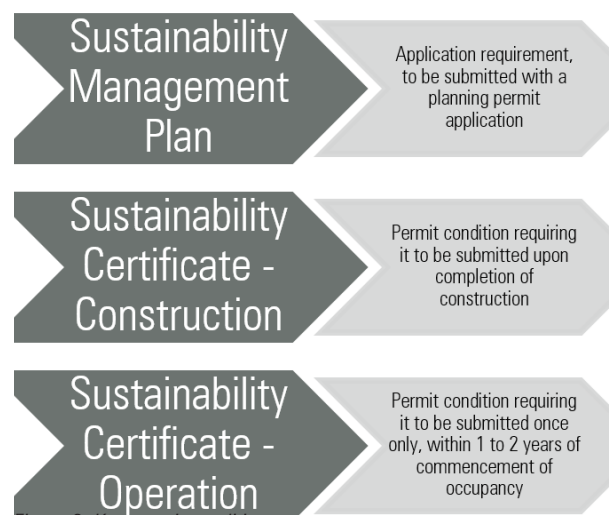 Sustainability
Management
Plan
Application requirement,
to be submitted with a
planning permit
application
Sustainability
Certificate -
Construction
Permit condition requiring
it to be submitted upon
completion of
construction
Sustainability
Certificate -
Operation
Permit condition requiring
it to be submitted once
only, within 1 to 2 years of
commencement of
occupancy